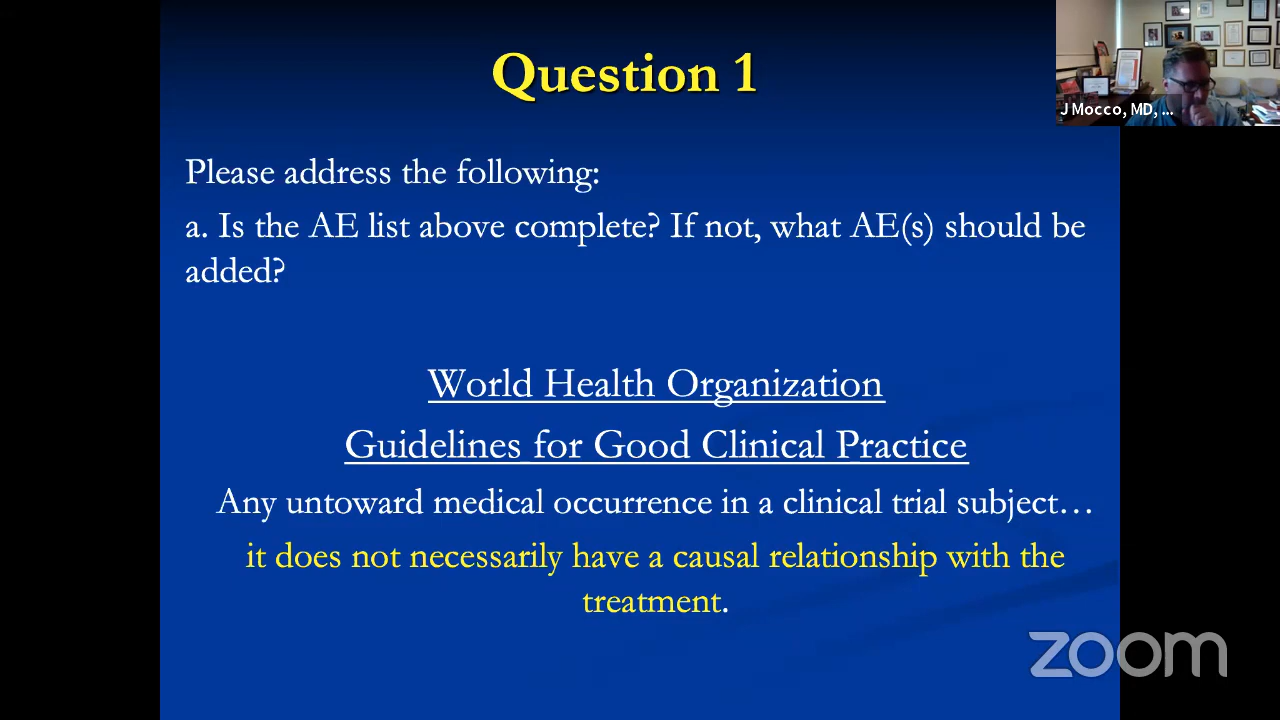 Question 1
J Mocco, MD, ...
Please address the following:
a. Is the AE list above complete? If not, what AE(s) should be
added?
World Health Organization
Guidelines for Good Clinical Practice
Any untoward medical occurrence in a clinical trial subject…
it does not necessarily have a causal relationship with the
treatment.
zoom